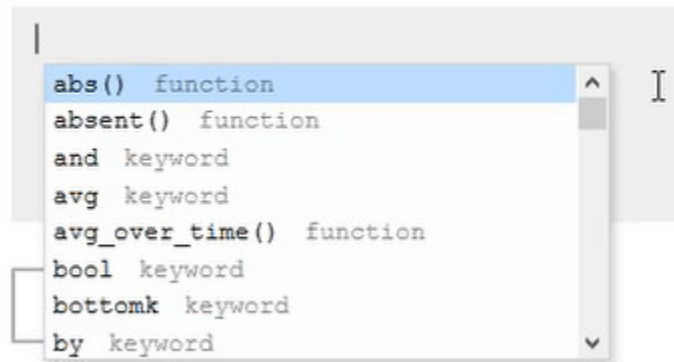 abs() function
absent() function
and keyword
avg keyword
avg_over_time() function
bool keyword
bottomk keyword
by keyword